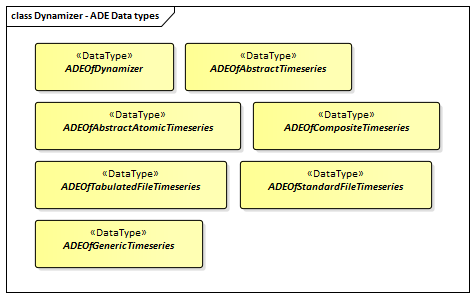 class Dynamizer - ADE Data types
«DataType»
ADEOfDynamizer
«DataType»
ADEOfAbstractTimeseries
«DataType»
ADEOfAbstractAtomicTimeseries
«DataType»
ADEOfCompositeTimeseries
«DataType»
ADEOfTabulatedFileTimeseries
«DataType»
ADEOfStandardFileTimeseries
«DataType»
ADEOfGenericTimeseries